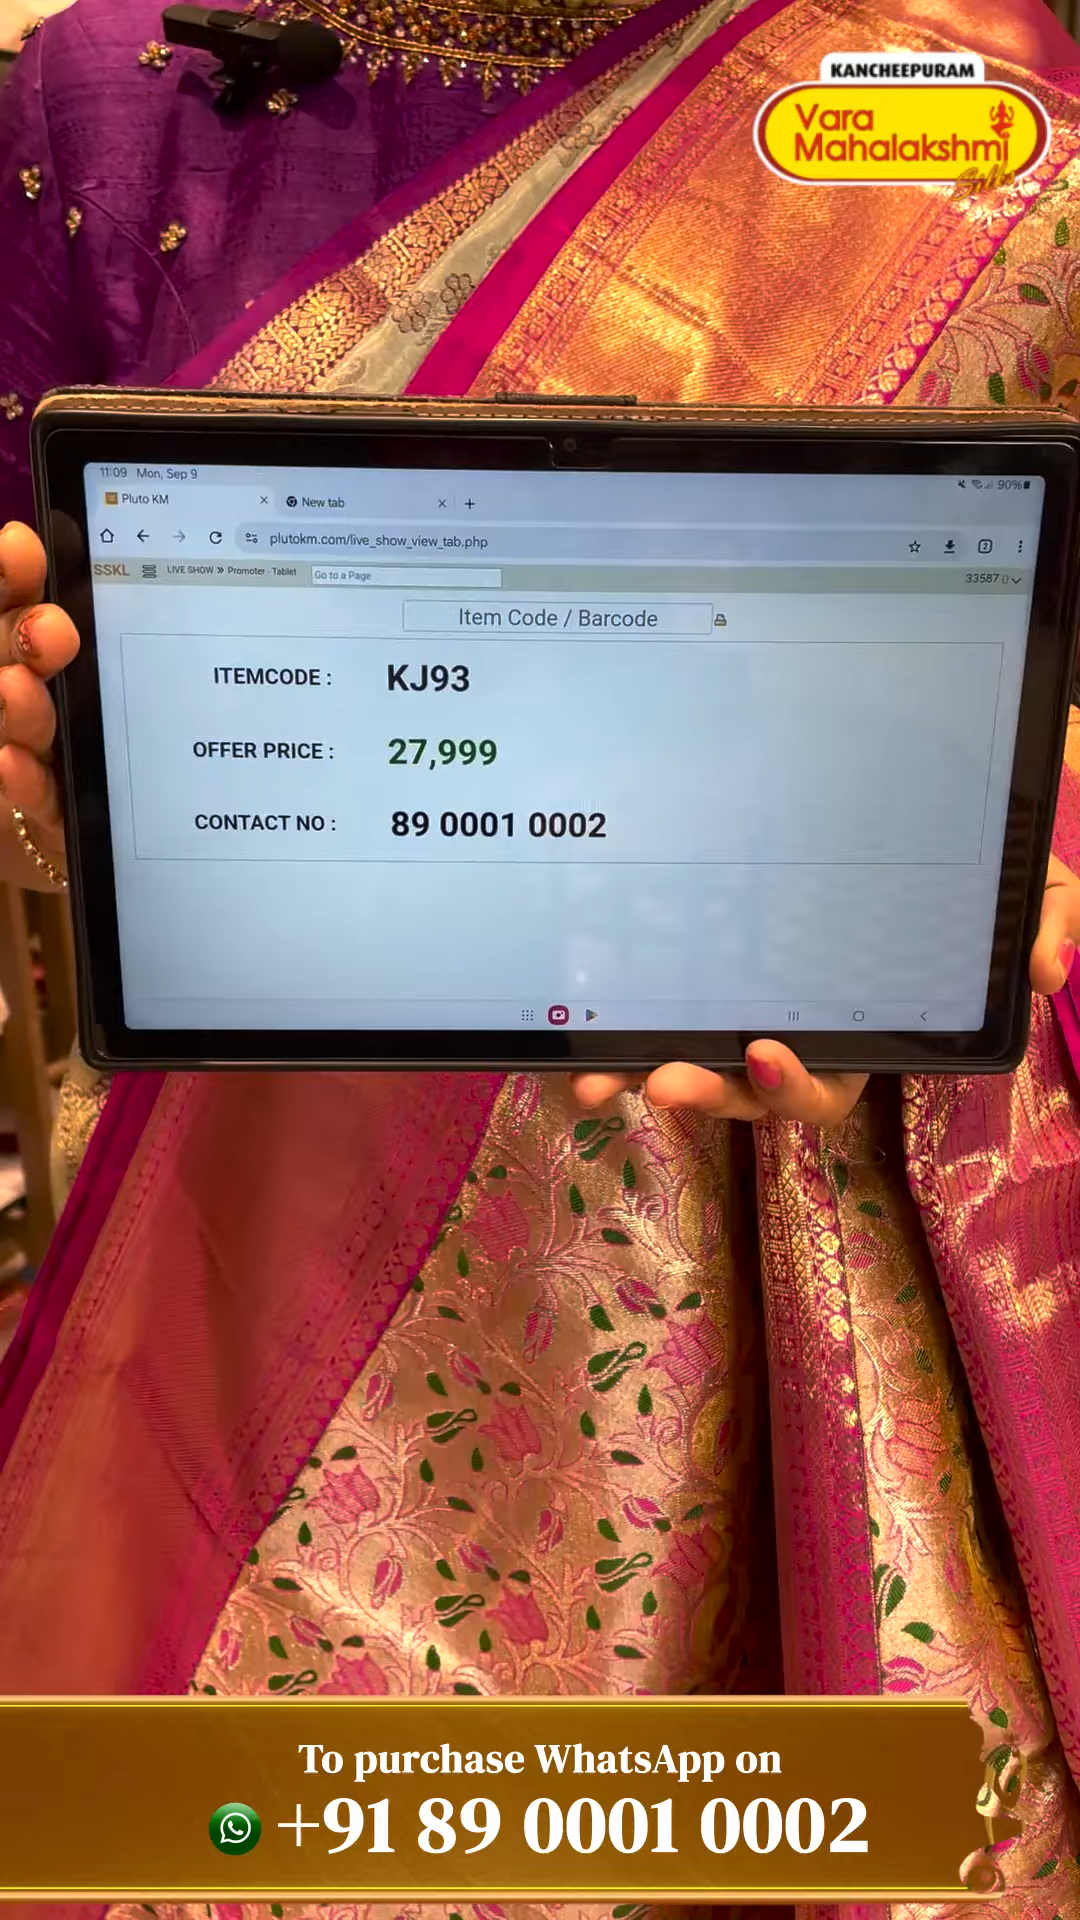 KANCHEEPURAM
Vara
Mahalakshmi
Silks
11:09 Mon, Sep 9
90%
Pluto KM
New tab
plutokm.com/live_show_view_tab.php
2
SSKL
LIVE SHOW » Promoter - Tablet
Go to a Page
33587 ()
Item Code / Barcode
ITEMCODE : KJ93
OFFER PRICE : 27,999
CONTACT NO : 89 0001 0002
To purchase WhatsApp on
+91 89 0001 0002